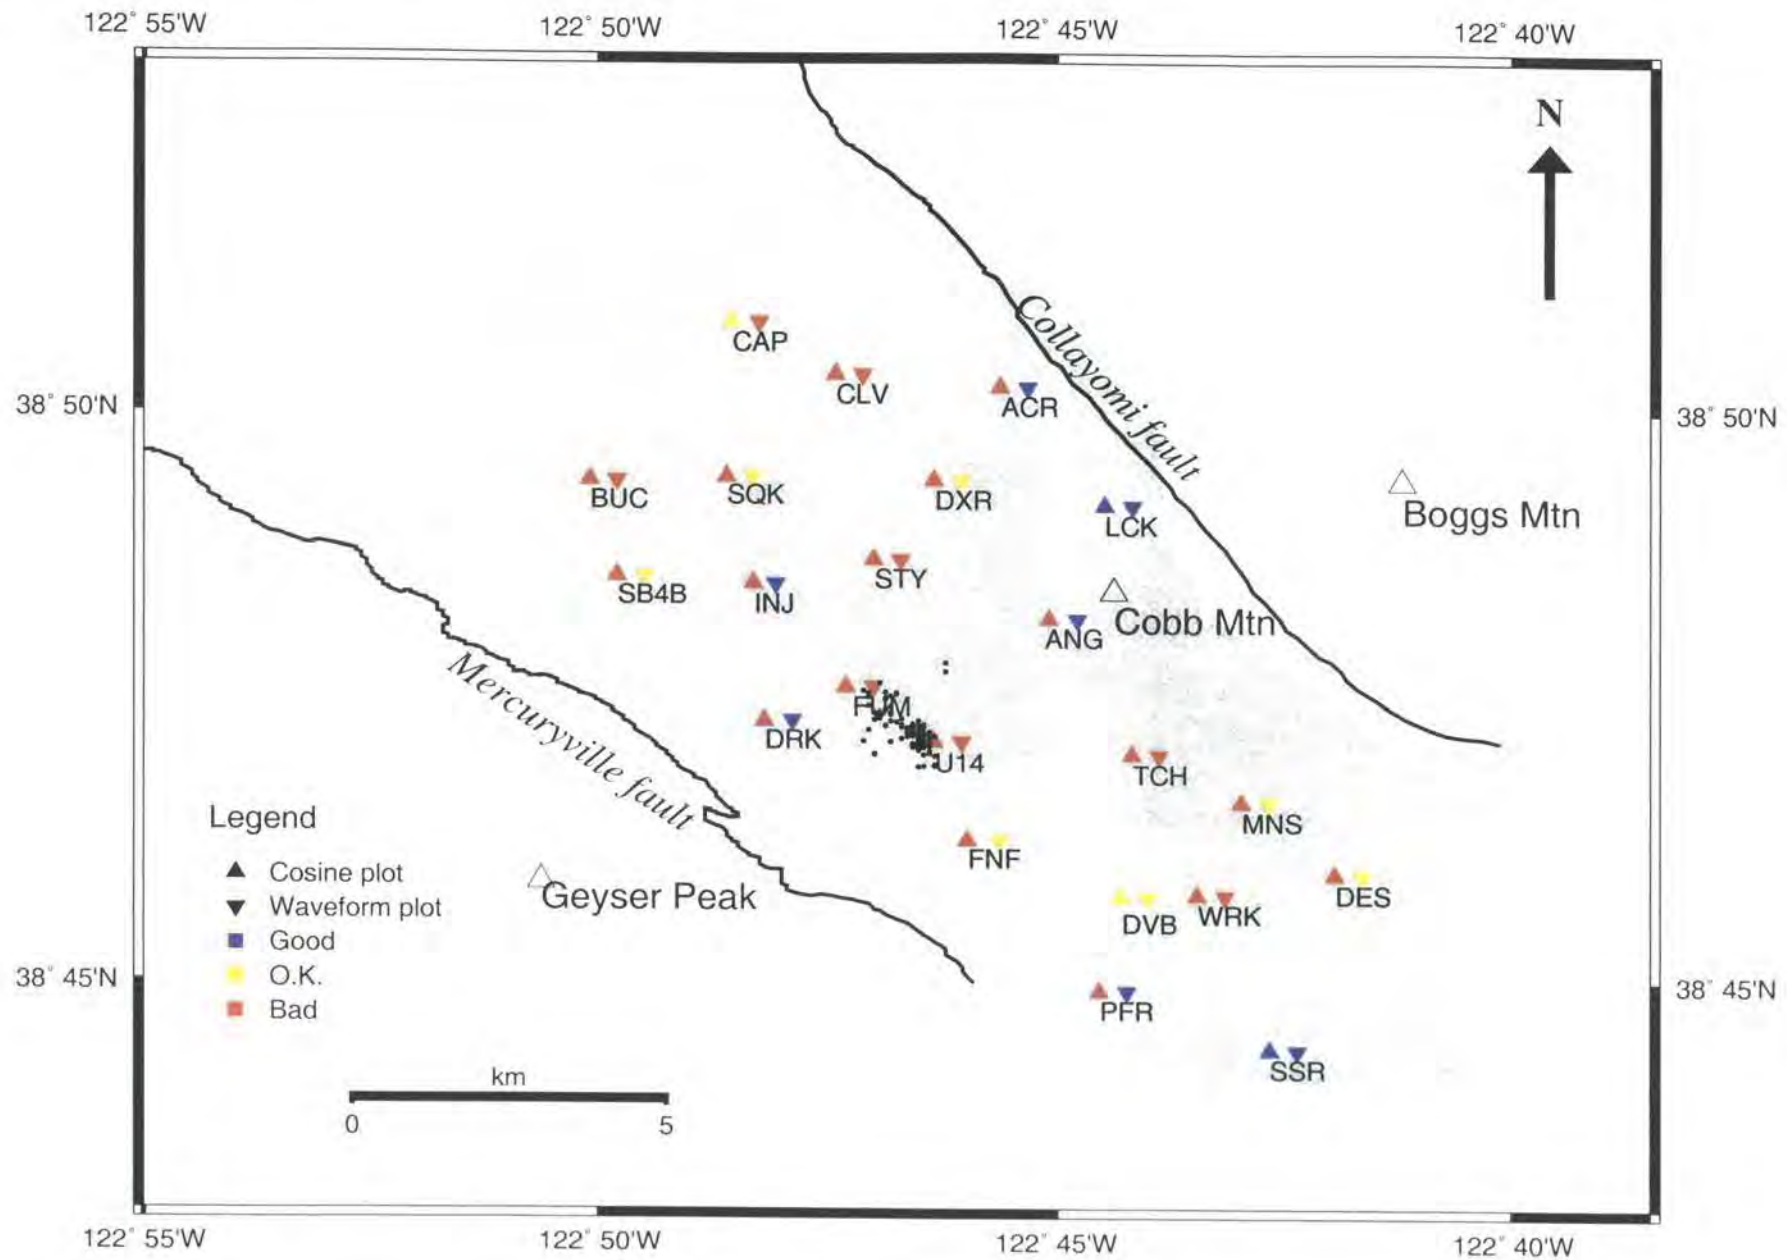 122° 55'W
122° 50'W
122° 45'W
122° 40'W
N
Collayomi fault
CAP
CLV
ACR
38° 50'N
38° 50'N
BUC
SQK
DXR
LCK
Boggs Mtn
SB4B
INJ
STY
ANG
Cobb Mtn
Mercuryville fault
FUM
DRK
U14
TCH
MNS
FNF
Legend
Cosine plot
Waveform plot
Good
O.K.
Bad
Geyser Peak
DVB
WRK
DES
38° 45'N
38° 45'N
PFR
SSR
km
0
5
122° 55'W
122° 50'W
122° 45'W
122° 40'W